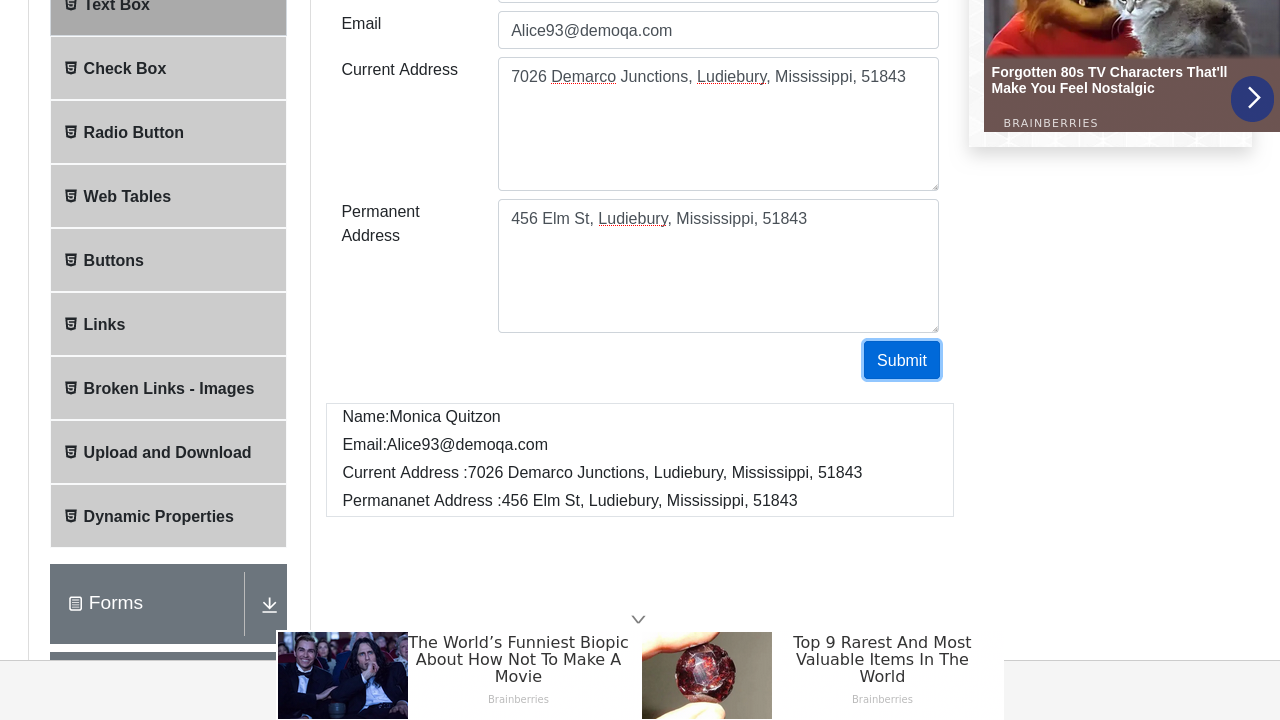 Text Box
Check Box
Radio Button
Web Tables
Buttons
Links
Broken Links - Images
Upload and Download
Dynamic Properties
Forms
Email
Alice93@demoqa.com
Current Address
7026 Demarco Junctions, Ludiebury, Mississippi, 51843
Permanent
Address
456 Elm St, Ludiebury, Mississippi, 51843
Submit
Name:Monica Quitzon
Email:Alice93@demoqa.com
Current Address :7026 Demarco Junctions, Ludiebury, Mississippi, 51843
Permananet Address :456 Elm St, Ludiebury, Mississippi, 51843
Forgotten 80s TV Characters That'll
Make You Feel Nostalgic
BRAINBERRIES
The World’s Funniest Biopic
About How Not To Make A
Movie
Brainberries
Top 9 Rarest And Most
Valuable Items In The
World
Brainberries